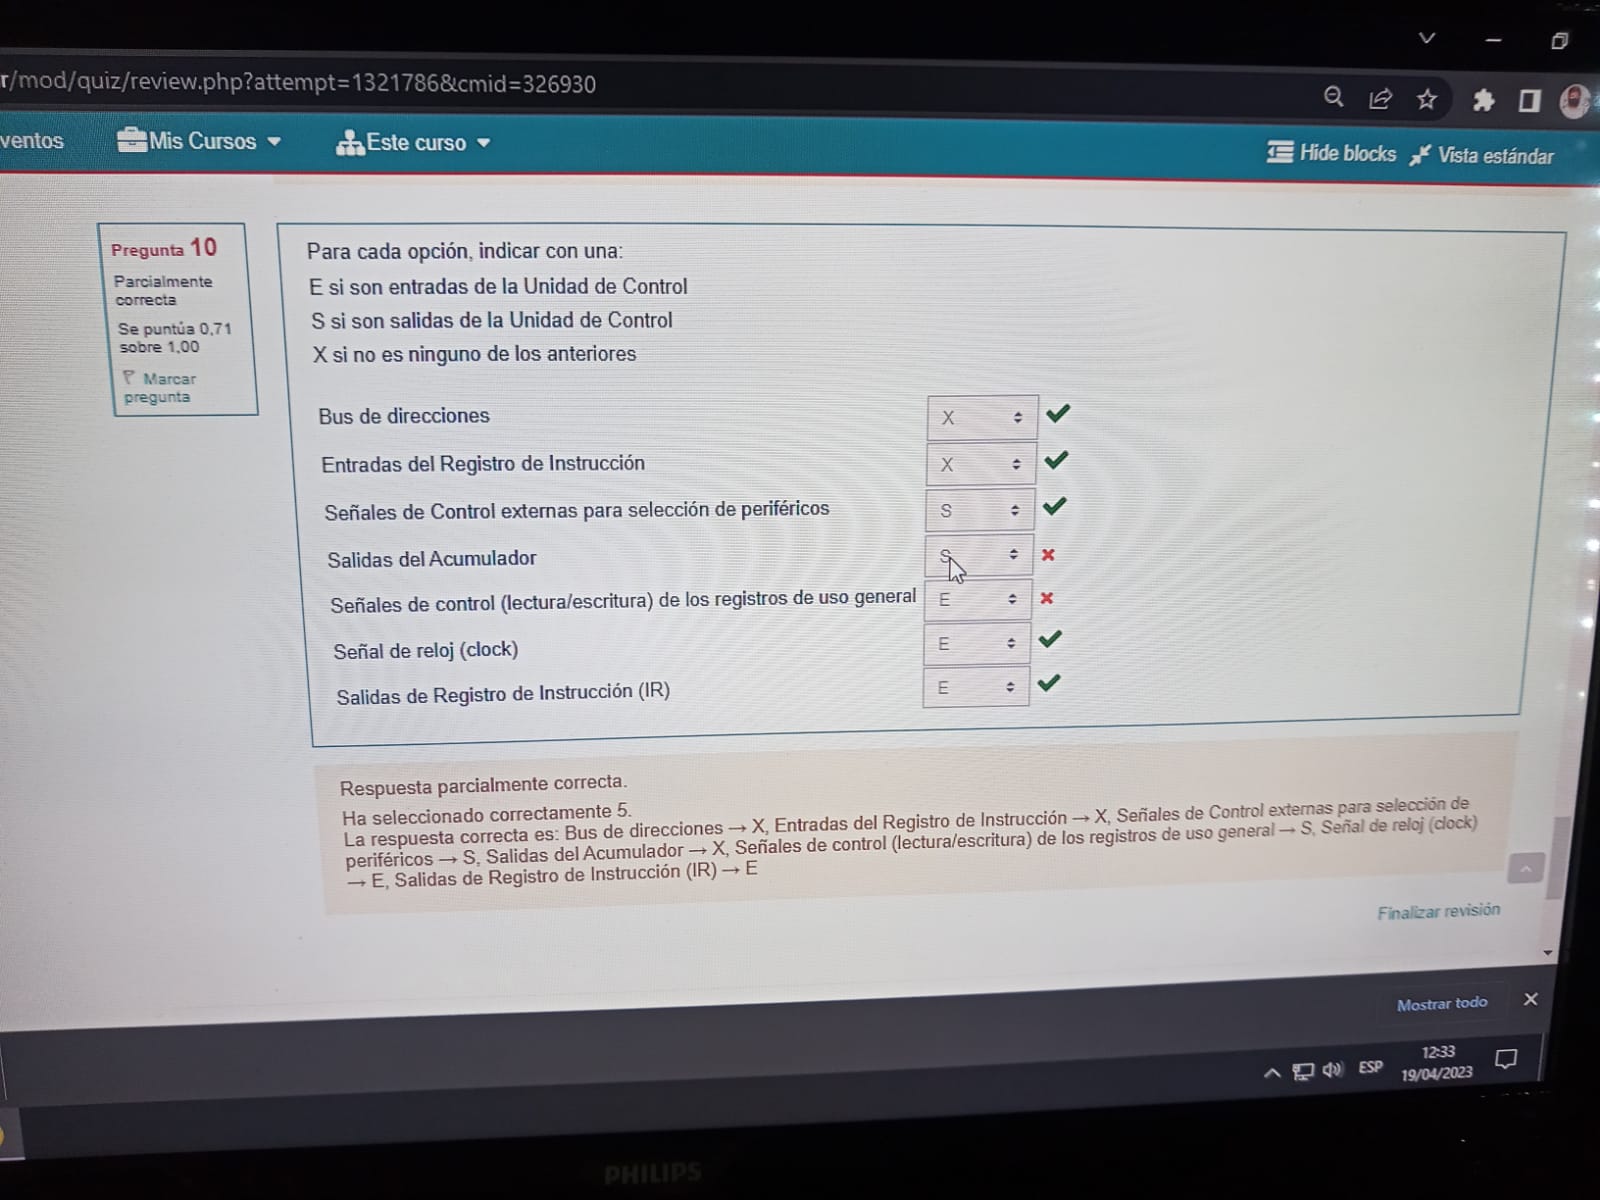 r/mod/quiz/review.php?attempt=1321786&cmid=326930
ventos
Mis Cursos
Este curso
Hide blocks
Vista estándar
Pregunta 10
Parcialmente
correcta
Se puntúa 0,71
sobre 1,00
Marcar
pregunta
Para cada opción, indicar con una:
E si son entradas de la Unidad de Control
S si son salidas de la Unidad de Control
X si no es ninguno de los anteriores
Bus de direcciones X
Entradas del Registro de Instrucción X
Señales de Control externas para selección de periféricos S
Salidas del Acumulador S
Señales de control (lectura/escritura) de los registros de uso general E
Señal de reloj (clock) E
Salidas de Registro de Instrucción (IR) E
Respuesta parcialmente correcta.
Ha seleccionado correctamente 5.
La respuesta correcta es: Bus de direcciones → X, Entradas del Registro de Instrucción → X, Señales de Control externas para selección de
periféricos → S, Salidas del Acumulador → X, Señales de control (lectura/escritura) de los registros de uso general → S, Señal de reloj (clock)
→ E, Salidas de Registro de Instrucción (IR) → E
Finalizar revisión
Mostrar todo
ESP
12:33
19/04/2023
PHILIPS